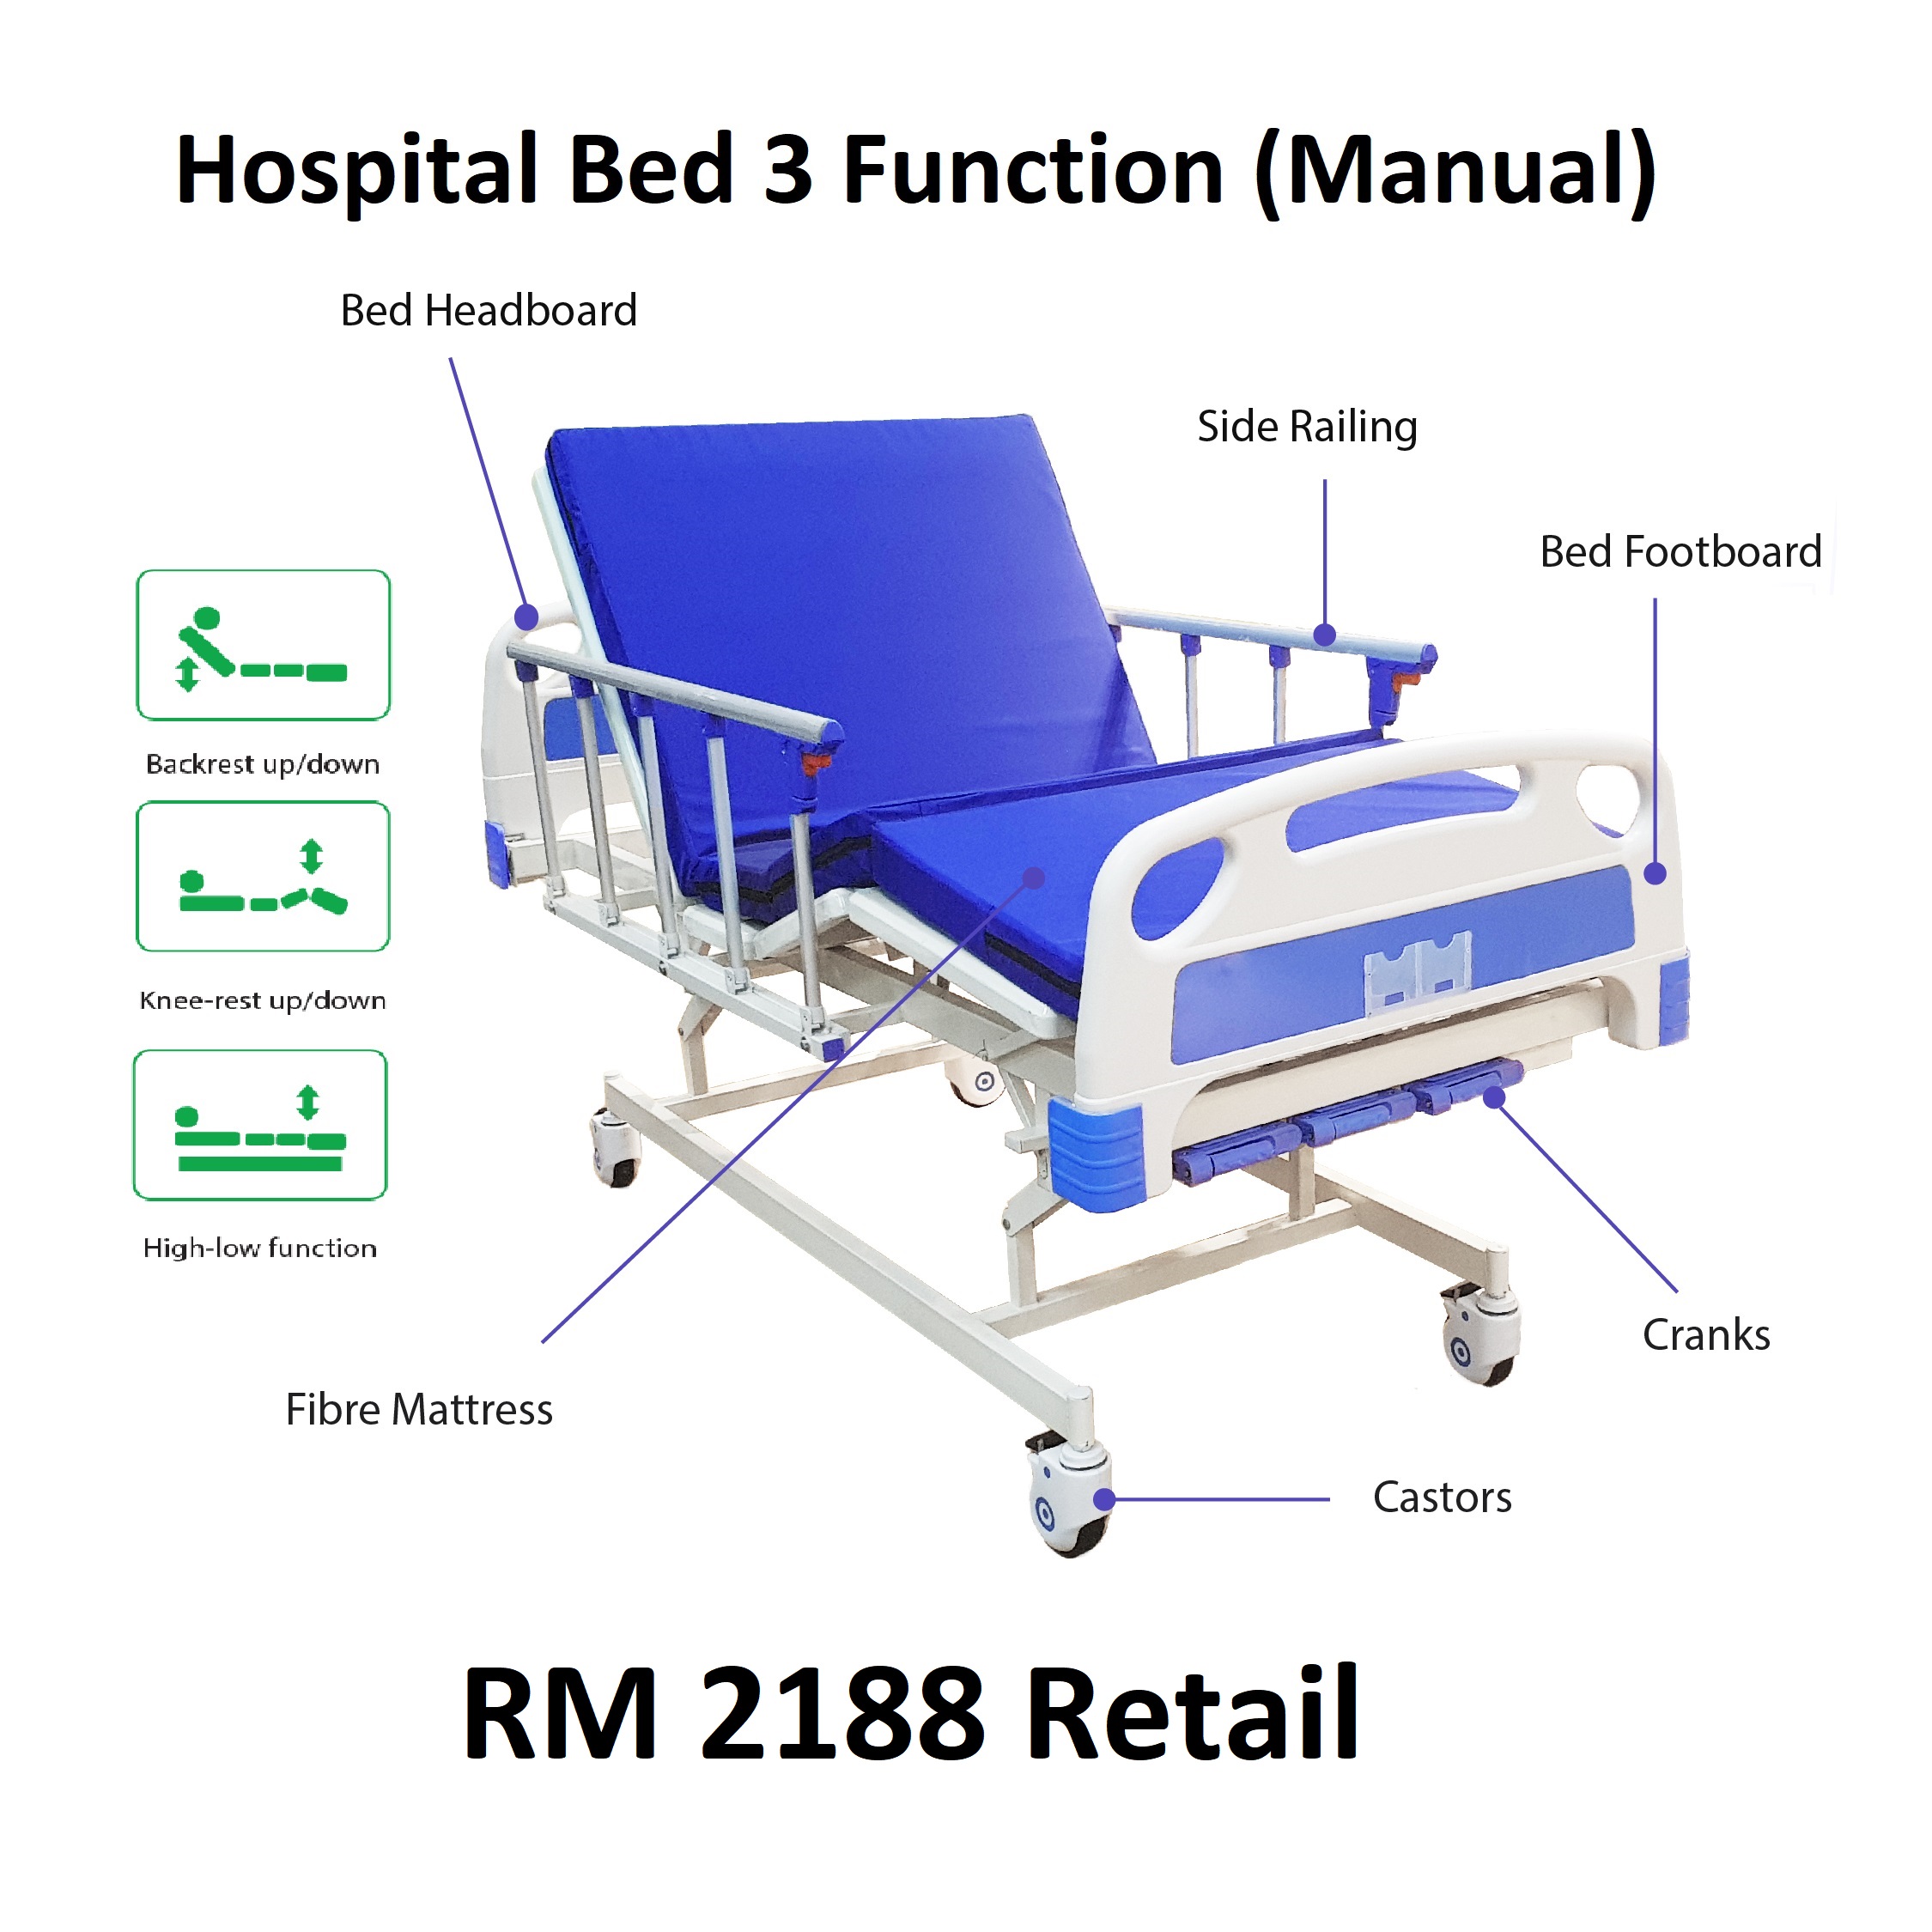 Hospital Bed 3 Function (Manual)
Bed Headboard
Side Railing
Bed Footboard
Backrest up/down
Knee-rest up/down
High-low function
Cranks
Fibre Mattress
Castors
RM 2188 Retail